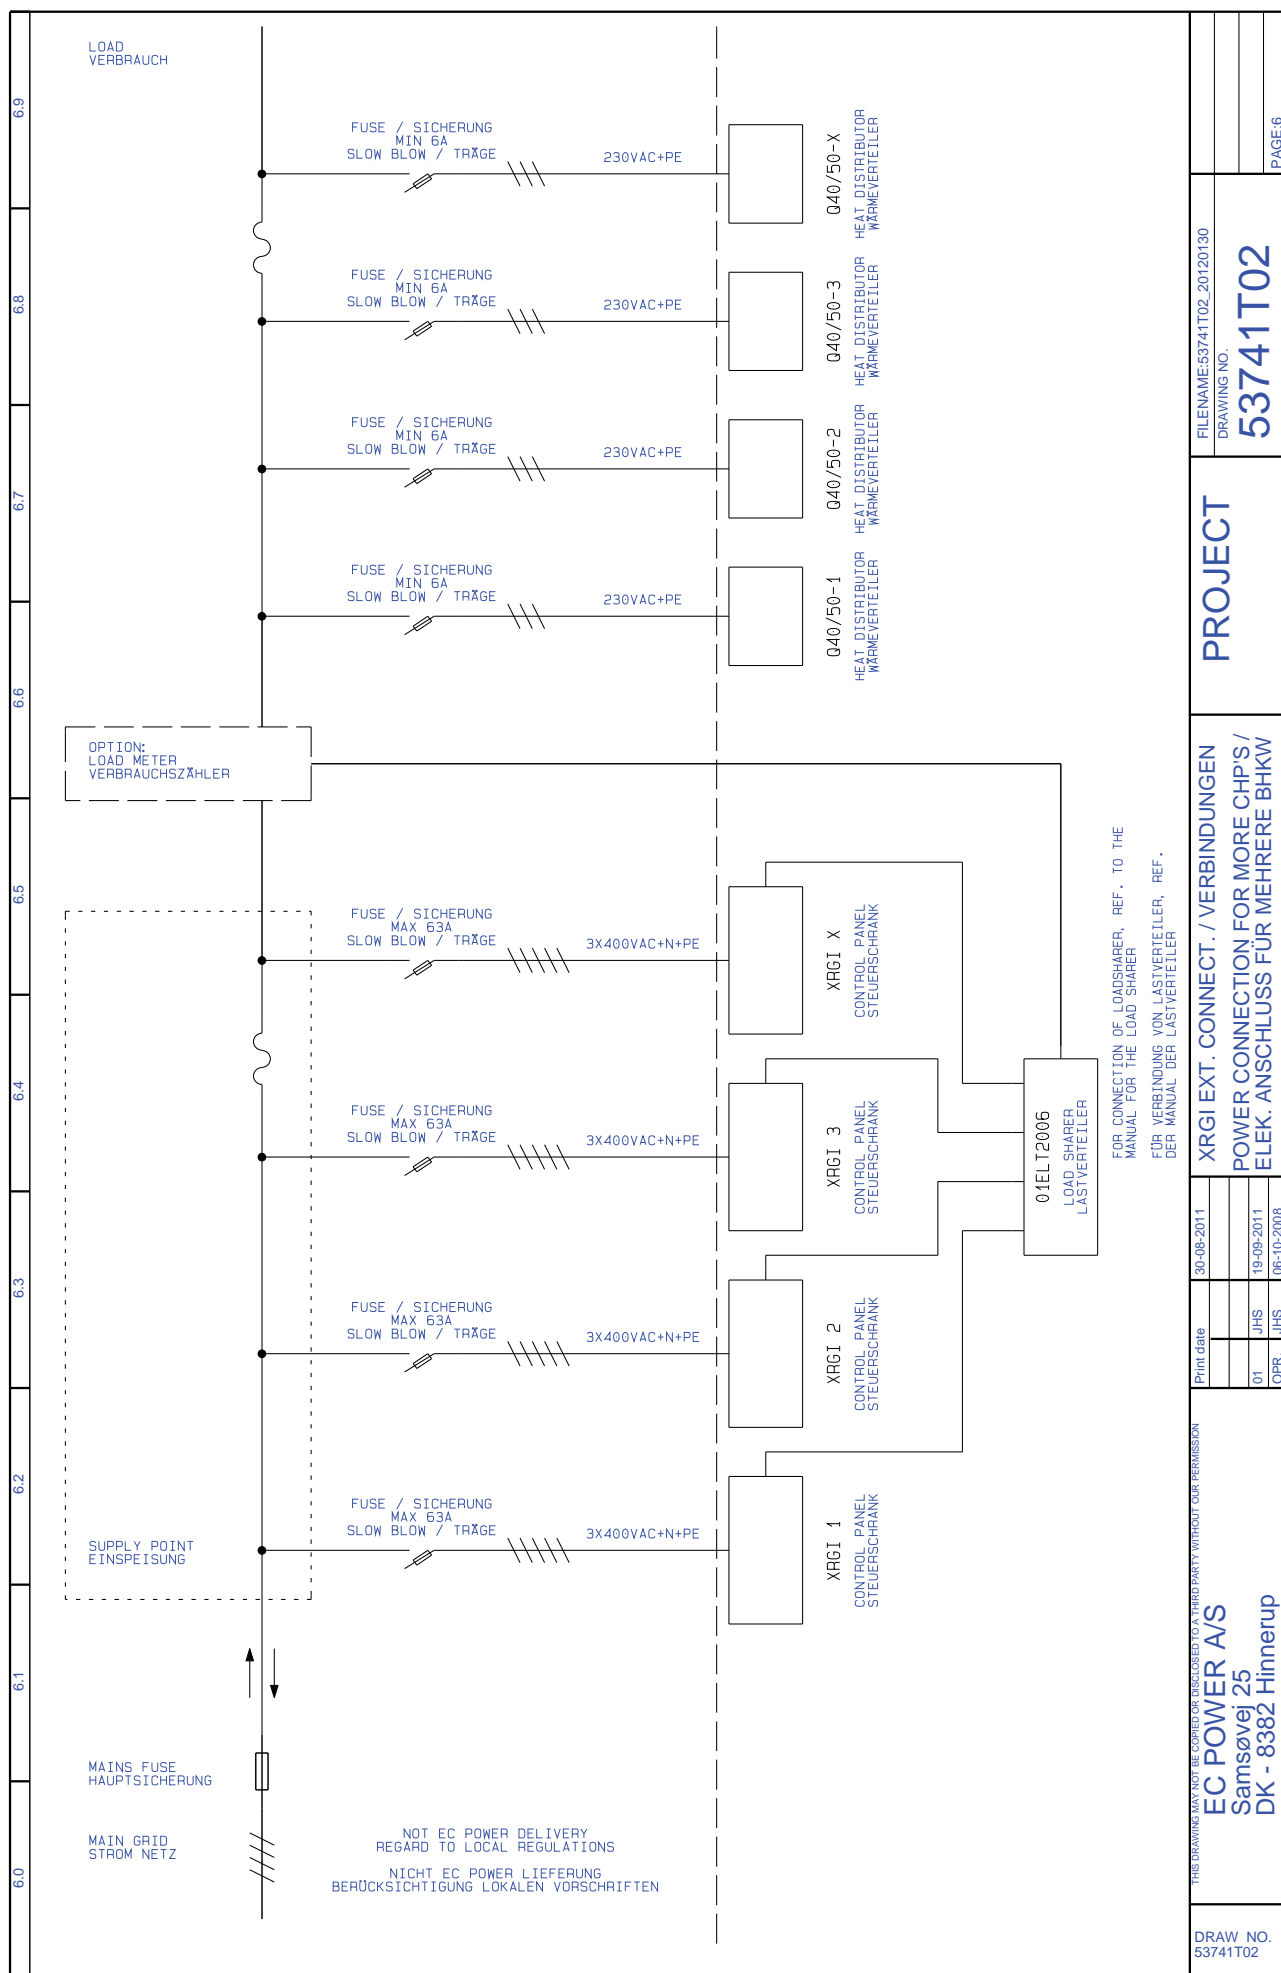 LOAD
VERBRAUCH
6.9
FUSE / SICHERUNG
MIN 6A
SLOW BLOW / TRÄGE
230VAC+PE
Q40/50-X
HEAT DISTRIBUTOR
WÄRMEVERTEILER
6.8
FUSE / SICHERUNG
MIN 6A
SLOW BLOW / TRÄGE
230VAC+PE
Q40/50-3
HEAT DISTRIBUTOR
WÄRMEVERTEILER
6.7
FUSE / SICHERUNG
MIN 6A
SLOW BLOW / TRÄGE
230VAC+PE
Q40/50-2
HEAT DISTRIBUTOR
WÄRMEVERTEILER
6.6
FUSE / SICHERUNG
MIN 6A
SLOW BLOW / TRÄGE
230VAC+PE
Q40/50-1
HEAT DISTRIBUTOR
WÄRMEVERTEILER
OPTION:
LOAD METER
VERBRAUCHSZÄHLER
6.5
FUSE / SICHERUNG
MAX 63A
SLOW BLOW / TRÄGE
3X400VAC+N+PE
XRGI X
CONTROL PANEL
STEUERSCHRANK
6.4
FUSE / SICHERUNG
MAX 63A
SLOW BLOW / TRÄGE
3X400VAC+N+PE
XRGI 3
CONTROL PANEL
STEUERSCHRANK
6.3
FUSE / SICHERUNG
MAX 63A
SLOW BLOW / TRÄGE
3X400VAC+N+PE
XRGI 2
CONTROL PANEL
STEUERSCHRANK
6.2
FUSE / SICHERUNG
MAX 63A
SLOW BLOW / TRÄGE
3X400VAC+N+PE
XRGI 1
CONTROL PANEL
STEUERSCHRANK
SUPPLY POINT
EINSPEISUNG
01ELT2006
LOAD SHARER
LASTVERTEILER
FOR CONNECTION OF LOADSHARER, REF. TO THE
MANUAL FOR THE LOAD SHARER
FÜR VERBINDUNG VON LASTVERTEILER, REF.
DER MANUAL DER LASTVERTEILER
6.1
MAINS FUSE
HAUPTSICHERUNG
6.0
MAIN GRID
STROM NETZ
NOT EC POWER DELIVERY
REGARD TO LOCAL REGULATIONS
NICHT EC POWER LIEFERUNG
BERÜCKSICHTIGUNG LOKALEN VORSCHRIFTEN
DRAW NO.
53741T02
THIS DRAWING MAY NOT BE COPIED OR DISCLOSED TO A THIRD PARTY WITHOUT OUR PERMISSION
EC POWER A/S
Samsøvej 25
DK - 8382 Hinnerup
Print date 30-08-2011
01 JHS 19-09-2011
OPR. JHS 06-10-2008
XRGI EXT. CONNECT. / VERBINDUNGEN
POWER CONNECTION FOR MORE CHP'S /
ELEK. ANSCHLUSS FÜR MEHRERE BHKW
PROJECT
FILENAME:53741T02_20120130
DRAWING NO.
53741T02
PAGE:6